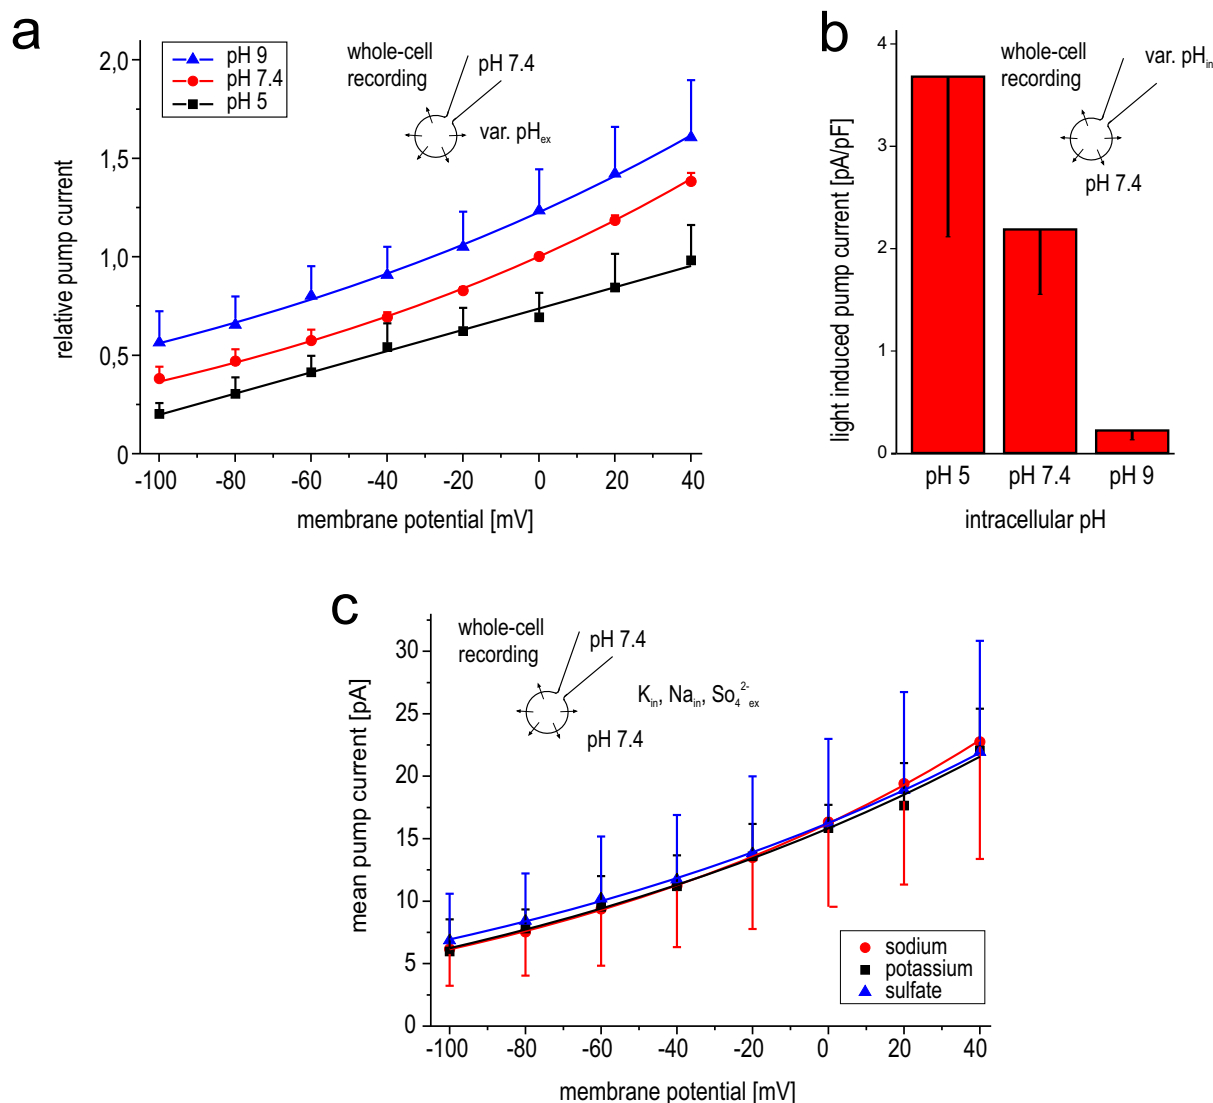 a
pH 9
pH 7.4
pH 5
whole-cell
recording
pH 7.4
var. pHex
2,0
1,5
1,0
0,5
0
relative pump current
-100 -80 -60 -40 -20 0 20 40
membrane potential [mV]
b
whole-cell
recording
var. pHin
pH 7.4
4
3
2
1
0
light induced pump current [pA/pF]
pH 5 pH 7.4 pH 9
intracellular pH
c
whole-cell
recording
pH 7.4
pH 7.4
Kin, Nain, So4²⁻ex
30
25
20
15
10
5
0
mean pump current [pA]
sodium
potassium
sulfate
-100 -80 -60 -40 -20 0 20 40
membrane potential [mV]